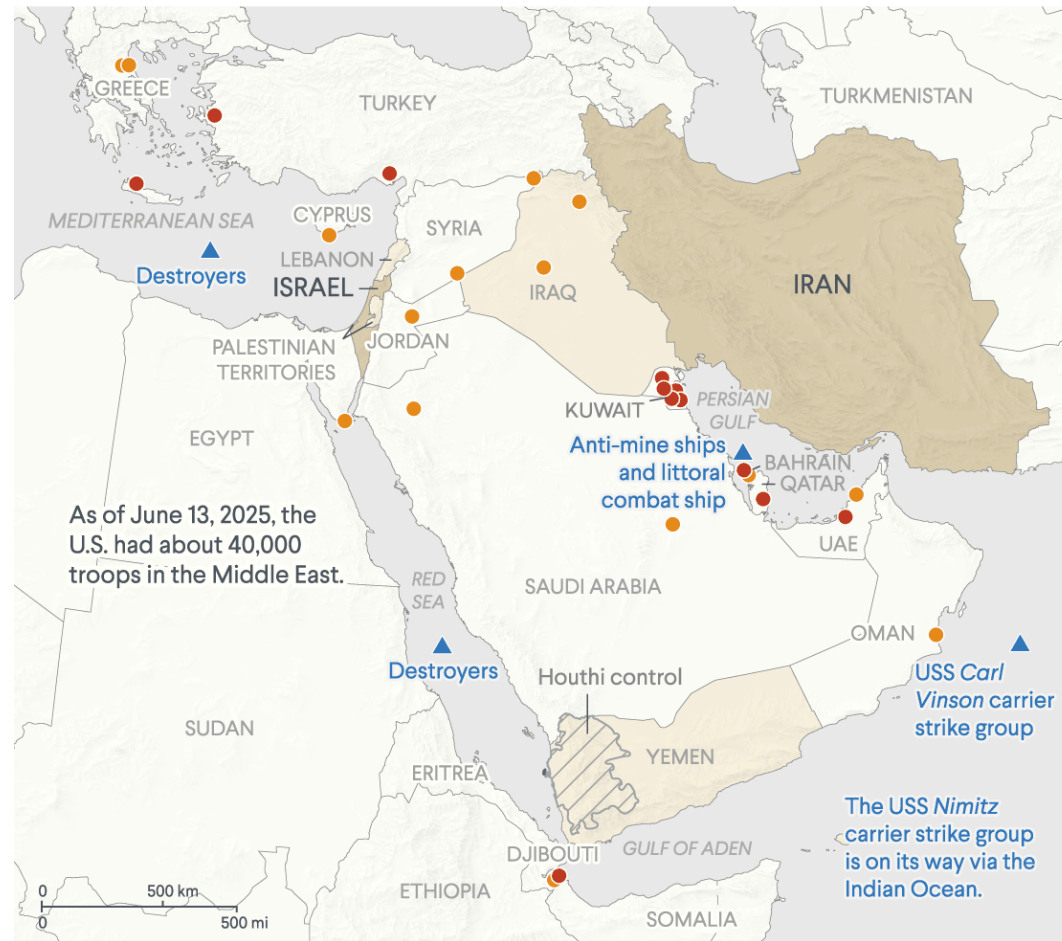 GREECE
TURKEY
TURKMENISTAN
MEDITERRANEAN SEA
CYPRUS
SYRIA
LEBANON
Destroyers
ISRAEL
IRAQ
IRAN
PALESTINIAN
TERRITORIES
JORDAN
KUWAIT
PERSIAN
GULF
EGYPT
Anti-mine ships
and littoral
combat ship
BAHRAIN
QATAR
As of June 13, 2025, the
U.S. had about 40,000
troops in the Middle East.
UAE
RED
SEA
SAUDI ARABIA
OMAN
Destroyers
Houthi control
USS Carl
Vinson carrier
strike group
SUDAN
YEMEN
ERITREA
The USS Nimitz
carrier strike group
is on its way via the
Indian Ocean.
DJIBOUTI
GULF OF ADEN
ETHIOPIA
SOMALIA
0 500 km
0 500 mi